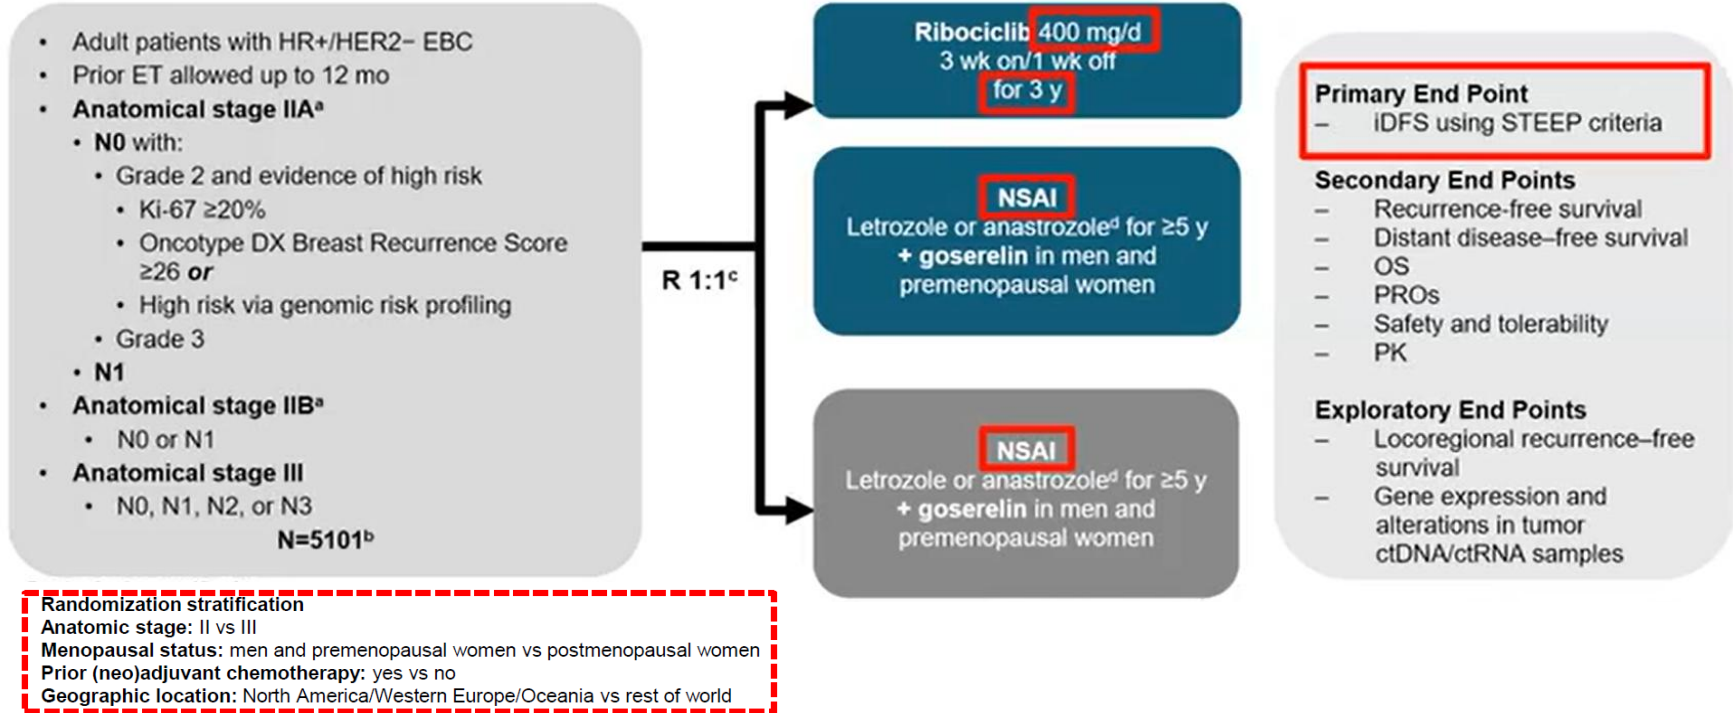 • Adult patients with HR+/HER2− EBC
• Prior ET allowed up to 12 mo
• Anatomical stage IIAᵃ
• N0 with:
• Grade 2 and evidence of high risk
• Ki-67 ≥20%
• Oncotype DX Breast Recurrence Score
≥26 or
• High risk via genomic risk profiling
• Grade 3
• N1
• Anatomical stage IIBᵃ
• N0 or N1
• Anatomical stage III
• N0, N1, N2, or N3
N=5101ᵇ
R 1:1ᶜ
Ribociclib 400 mg/d
3 wk on/1 wk off
for 3 y
NSAI
Letrozole or anastrozoleᵈ for ≥5 y
+ goserelin in men and
premenopausal women
NSAI
Letrozole or anastrozoleᵈ for ≥5 y
+ goserelin in men and
premenopausal women
Primary End Point
– iDFS using STEEP criteria
Secondary End Points
– Recurrence-free survival
– Distant disease–free survival
– OS
– PROs
– Safety and tolerability
– PK
Exploratory End Points
– Locoregional recurrence–free
survival
– Gene expression and
alterations in tumor
ctDNA/ctRNA samples
Randomization stratification
Anatomic stage: II vs III
Menopausal status: men and premenopausal women vs postmenopausal women
Prior (neo)adjuvant chemotherapy: yes vs no
Geographic location: North America/Western Europe/Oceania vs rest of world